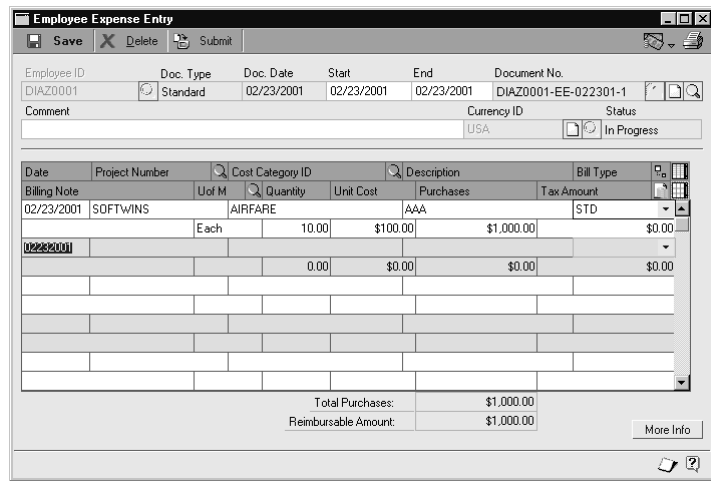 Employee Expense Entry
Save Delete Submit
Employee ID Doc. Type Doc. Date Start End Document No.
DIAZ0001 Standard 02/23/2001 02/23/2001 02/23/2001 DIAZ0001-EE-022301-1
Comment Currency ID Status
USA In Progress
Date Project Number Cost Category ID Description Bill Type
Billing Note Uof M Quantity Unit Cost Purchases Tax Amount
02/23/2001 SOFTWINS AIRFARE AAA STD
Each 10.00 $100.00 $1,000.00 $0.00
02232001
0.00 $0.00 $0.00 $0.00
Total Purchases: $1,000.00
Reimbursable Amount: $1,000.00
More Info